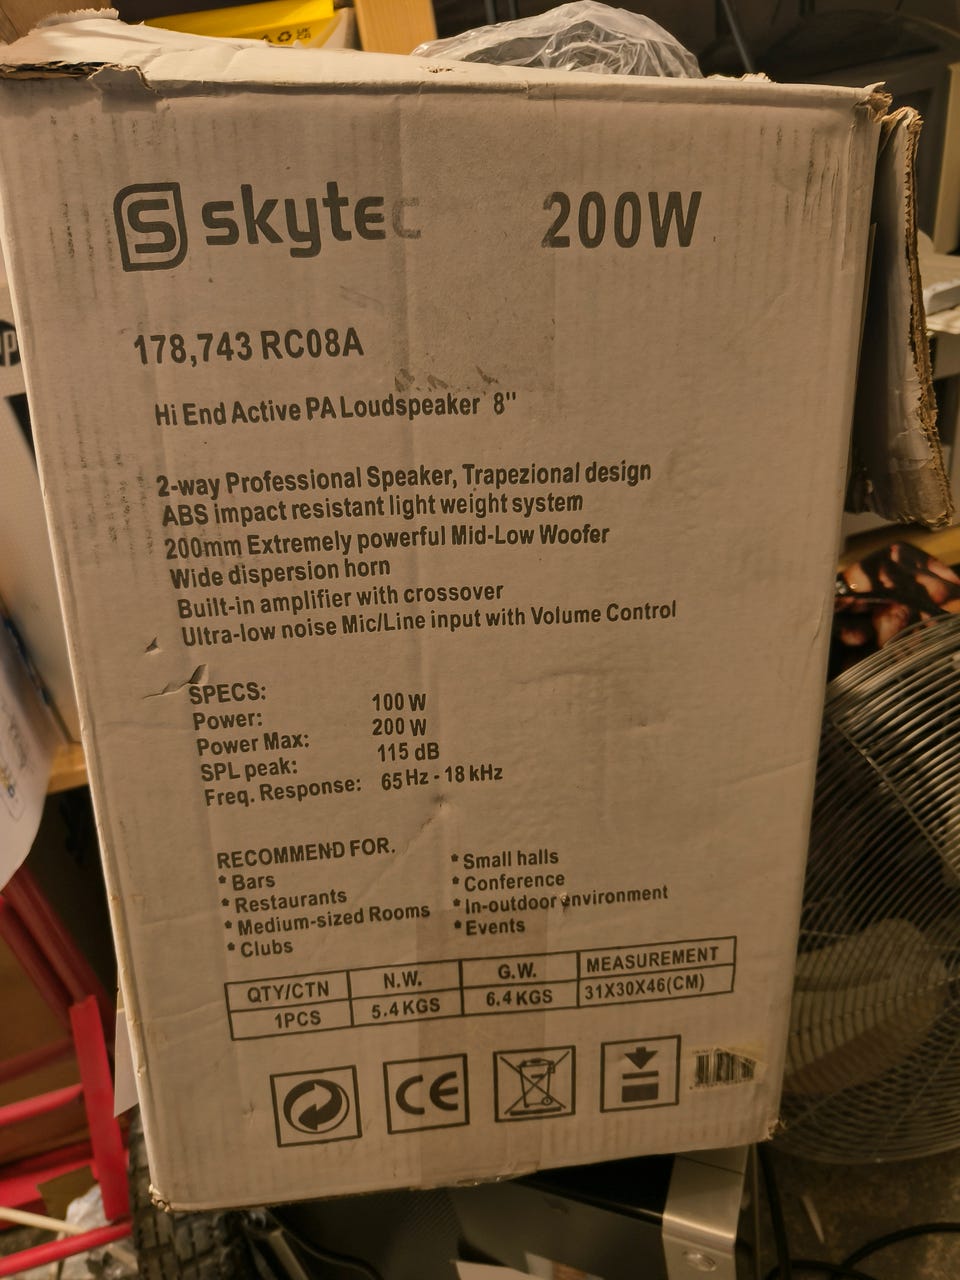 skytec 200W
178,743 RC08A
Hi End Active PA Loudspeaker 8"
2-way Professional Speaker, Trapezional design
ABS impact resistant light weight system
200mm Extremely powerful Mid-Low Woofer
Wide dispersion horn
Built-in amplifier with crossover
Ultra-low noise Mic/Line input with Volume Control
SPECS:
Power: 100 W
Power Max: 200 W
SPL peak: 115 dB
Freq. Response: 65 Hz - 18 kHz
RECOMMEND FOR.
* Bars
* Restaurants
* Medium-sized Rooms
* Clubs
* Small halls
* Conference
* In-outdoor environment
* Events
QTY/CTN N.W. G.W. MEASUREMENT
1PCS 5.4 KGS 6.4 KGS 31X30X46(CM)
CE